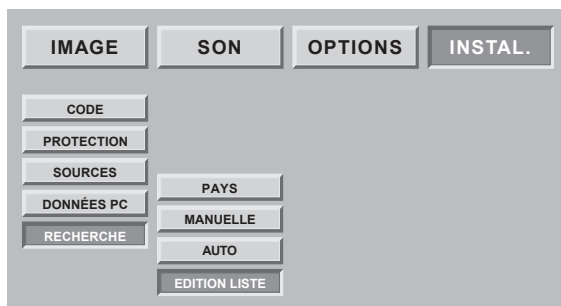 IMAGE SON OPTIONS INSTAL.
CODE
PROTECTION
SOURCES
DONNÉES PC
RECHERCHE
PAYS
MANUELLE
AUTO
EDITION LISTE